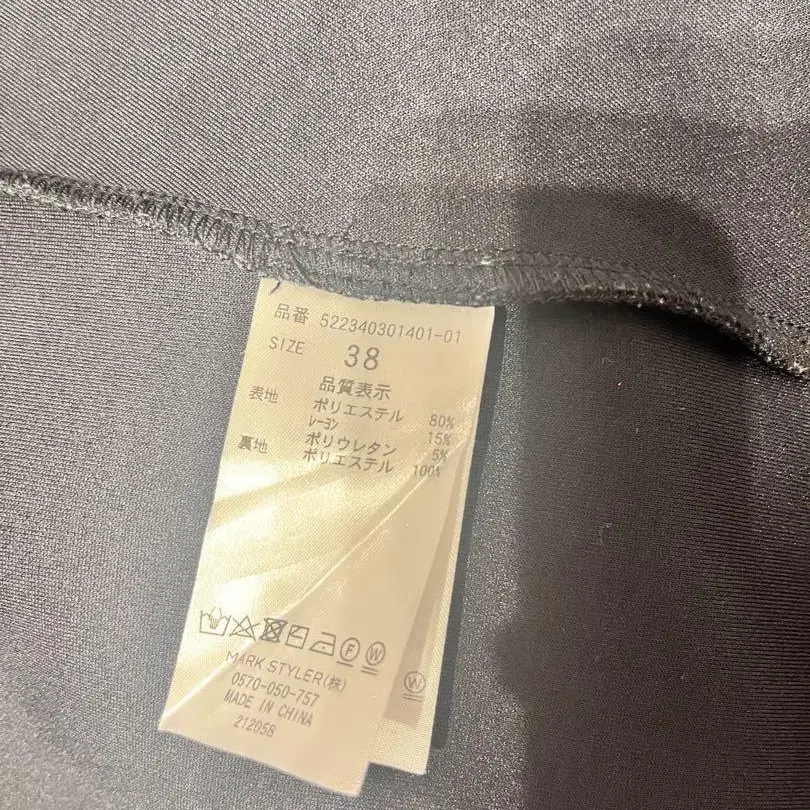 品番 522340301401-01
SIZE 38
品質表示
表地 ポリエステル 80%
レーヨン 15%
ポリウレタン 5%
裏地 ポリエステル 100%
F W
W
MARK STYLER(株)
0570-050-757
MADE IN CHINA
212058